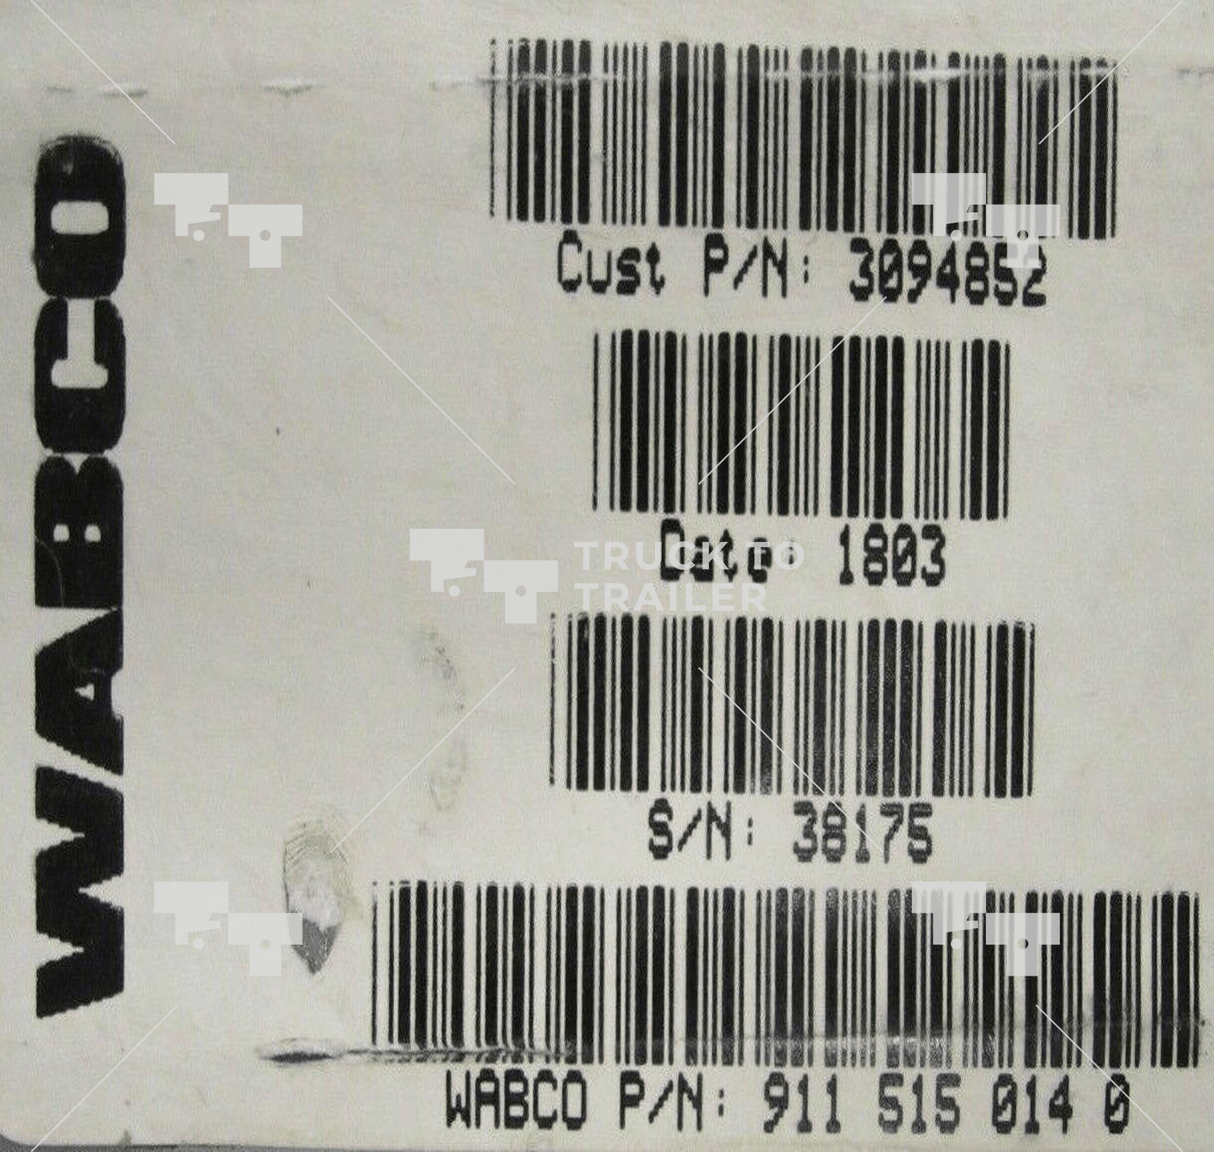 WABCO
Cust P/N: 3094852
Date: 1803
TRUCK TO
TRAILER
S/N: 38175
WABCO P/N: 911 515 014 0